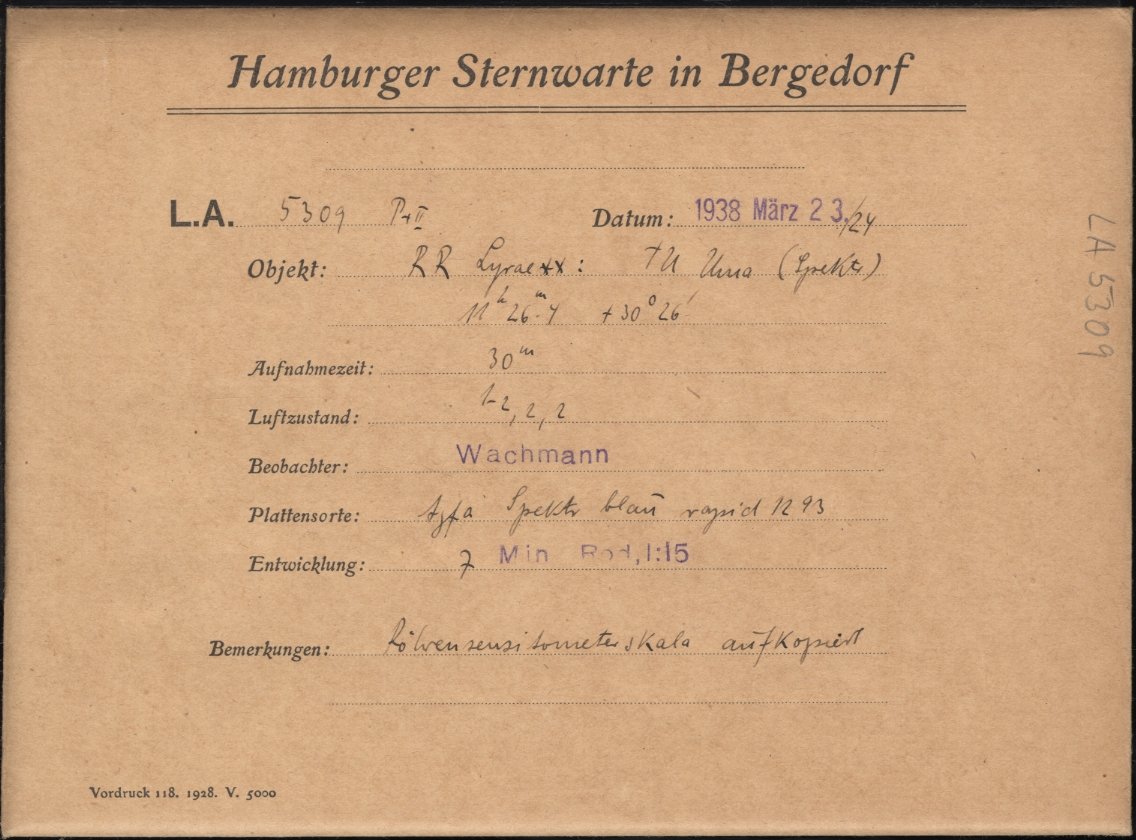 Hamburger Sternwarte in Bergedorf
L.A. 5309 P+II Datum: 1938 März 23./24
Objekt: RR Lyrae xx : TU Uma (Spektr)
11h 26m.4 +30° 26'
Aufnahmezeit: 30m
Luftzustand: 1-2, 2, 2
Beobachter: Wachmann
Plattensorte: Agfa Spektr blau rapid 1293
Entwicklung: 7 Min Rod, 1:15
Bemerkungen: Röhrensensitometerskala aufkopiert
Vordruck 118. 1928. V. 5000
LA 5309